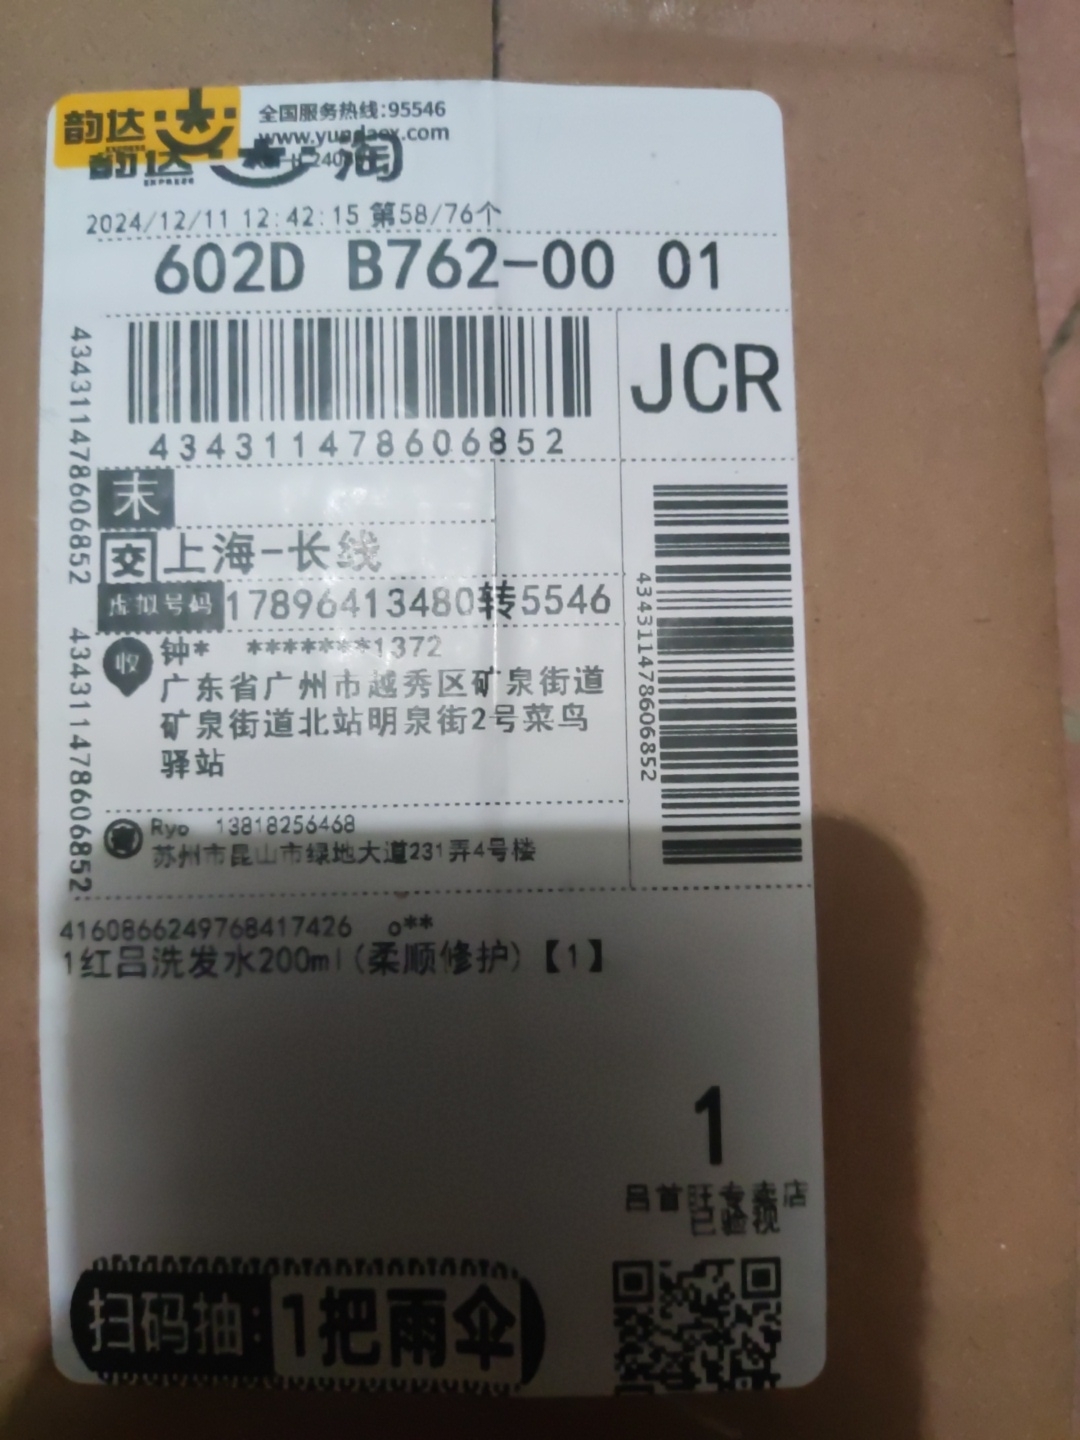 韵达
EXPRESS
全国服务热线:95546
www.yundaex.com
韵达
EXPRESS
淘
2024/12/11 12:42:15 第58/76个
602D B762-00 01
434311478606852
JCR
434311478606852
末
交 上海-长线
虚拟号码 17896413480转5546
收 钟* *******1372
广东省广州市越秀区矿泉街道
矿泉街道北站明泉街2号菜鸟
驿站
434311478606852
434311478606852
寄 Ryo 13818256468
苏州市昆山市绿地大道231弄4号楼
4160866249768417426 o**
1红吕洗发水200ml(柔顺修护)【1】
1
吕首旺专卖店
已验视
扫码抽:1把雨伞